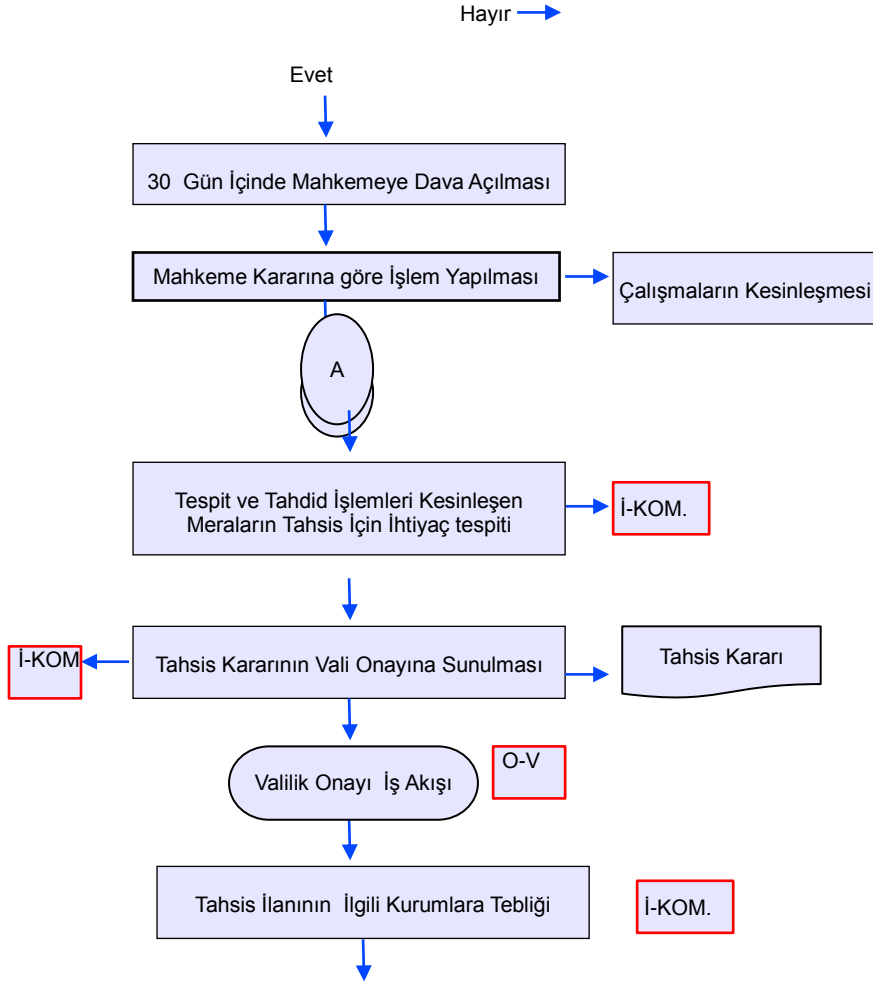 Hayır
Evet
30 Gün İçinde Mahkemeye Dava Açılması
Mahkeme Kararına göre İşlem Yapılması
Çalışmaların Kesinleşmesi
A
Tespit ve Tahdid İşlemleri Kesinleşen
Meraların Tahsis İçin İhtiyaç tespiti
İ-KOM.
İ-KOM
Tahsis Kararının Vali Onayına Sunulması
Tahsis Kararı
Valilik Onayı İş Akışı
O-V
Tahsis İlanının İlgili Kurumlara Tebliği
İ-KOM.